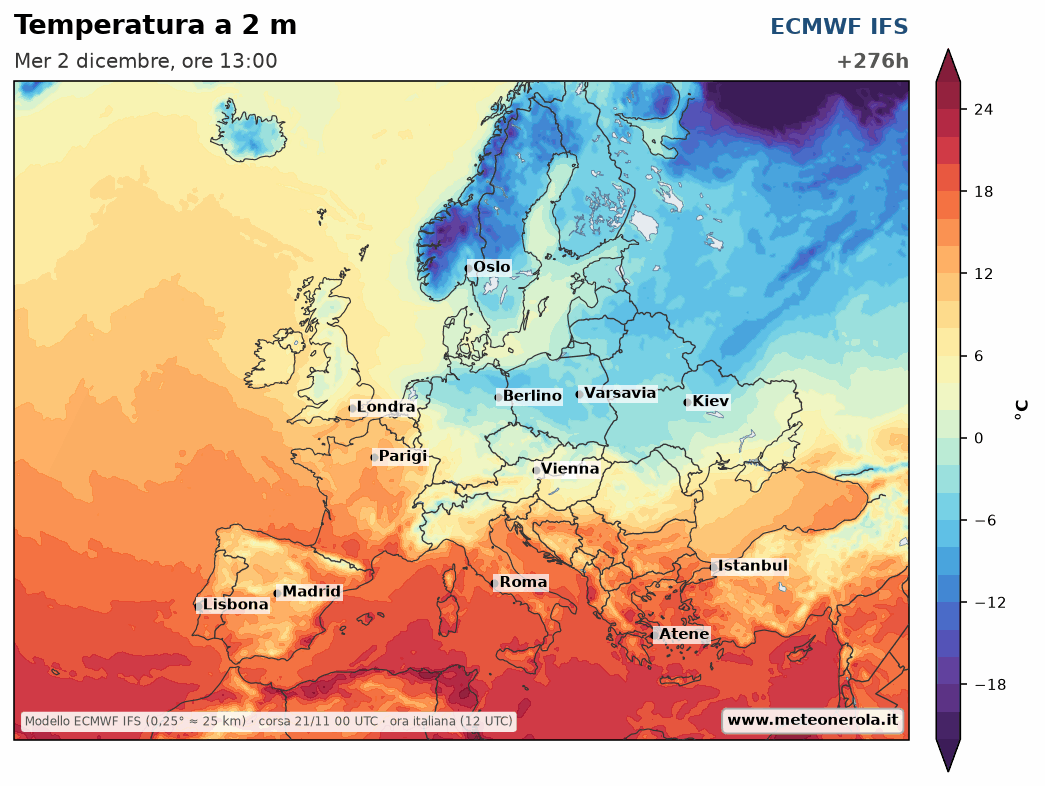 Temperatura a 2 m
ECMWF IFS
Mer 2 dicembre, ore 13:00
+276h
Oslo
Londra
Berlino
Varsavia
Kiev
Parigi
Vienna
Istanbul
Roma
Madrid
Lisbona
Atene
Modello ECMWF IFS (0,25° ≈ 25 km) · corsa 21/11 00 UTC · ora italiana (12 UTC)
www.meteonerola.it
24
18
12
6
0
−6
−12
−18
°C